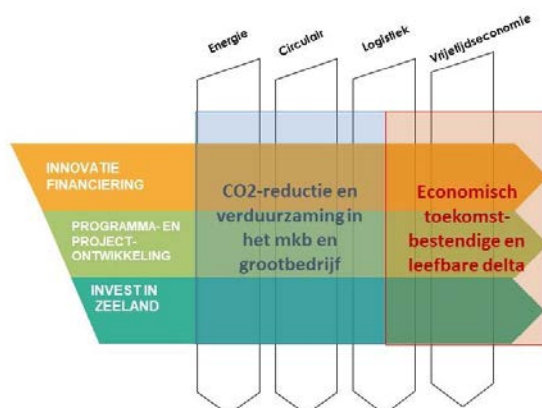 Energie
Circulair
Logistiek
Vrijetijdseconomie
INNOVATIE
FINANCIERING
PROGRAMMA- EN
PROJECT-
ONTWIKKELING
INVEST IN
ZEELAND
CO2-reductie en
verduurzaming in
het mkb en
grootbedrijf
Economisch
toekomst-
bestendige en
leefbare delta